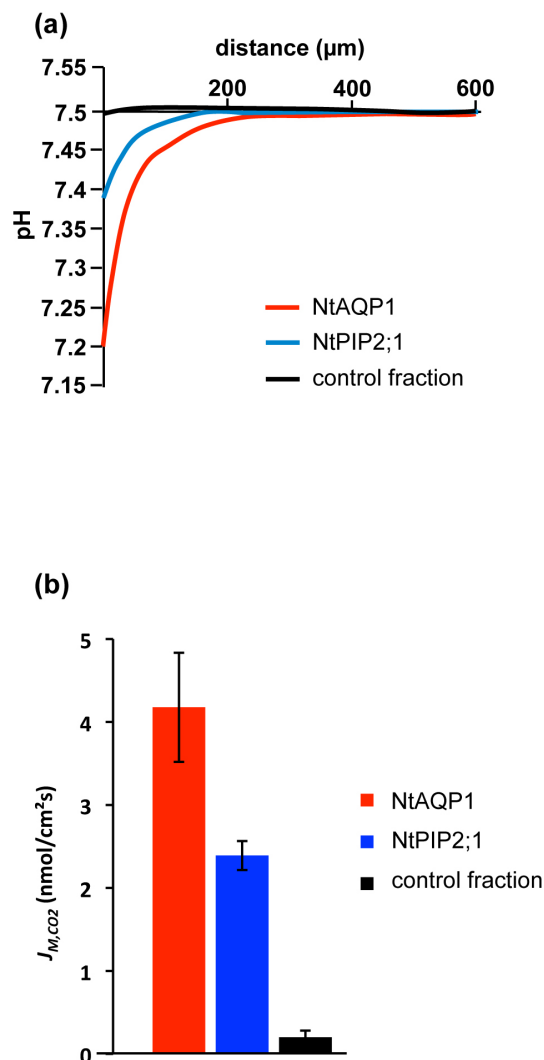 (a)
distance (µm)
7.55
200 400 600
7.5
7.45
7.4
7.35
7.3
7.25
7.2
7.15
pH
NtAQP1
NtPIP2;1
control fraction
(b)
5
4
3
2
1
0
J_M,CO2 (nmol/cm²s)
NtAQP1
NtPIP2;1
control fraction